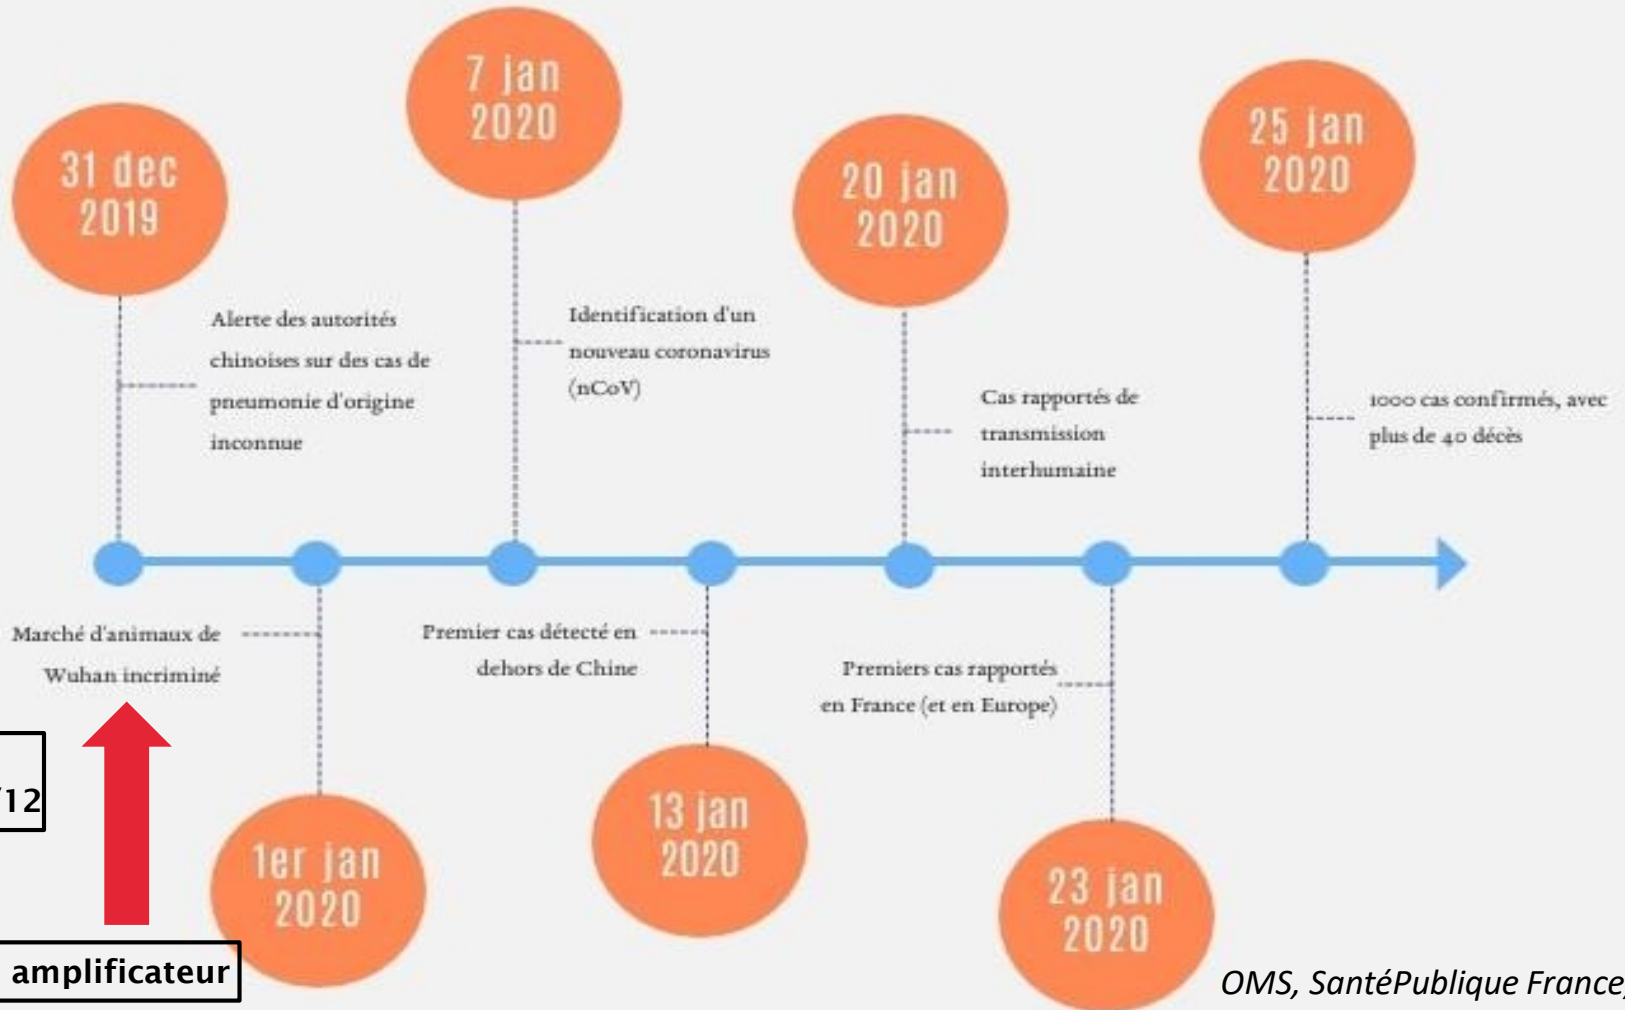 31 dec
2019
Alerte des autorités
chinoises sur des cas de
pneumonie d'origine
inconnue
Marché d'animaux de
Wuhan incriminé
1er jan
2020
7 jan
2020
Identification d'un
nouveau coronavirus
(nCoV)
Premier cas détecté en
dehors de Chine
13 jan
2020
20 jan
2020
Cas rapportés de
transmission
interhumaine
Premiers cas rapportés
en France (et en Europe)
23 jan
2020
25 jan
2020
1000 cas confirmés, avec
plus de 40 décès
/12
amplificateur
OMS, SantéPublique France,